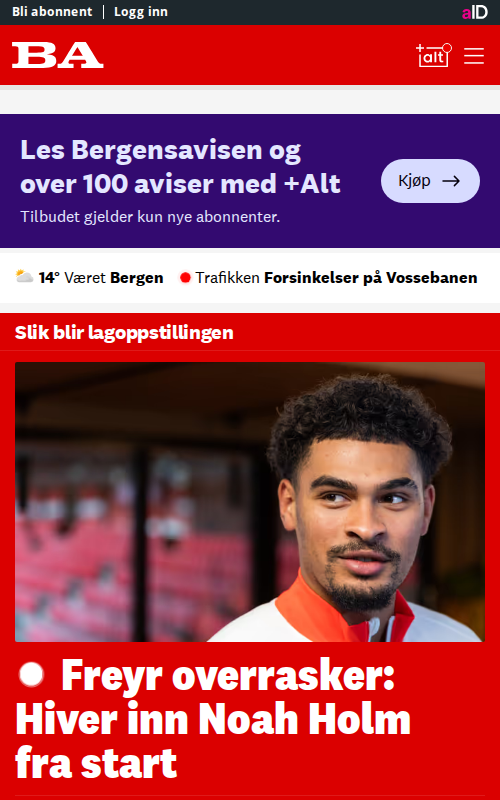 Bli abonnent | Logg inn
aID
BA
+alt
Les Bergensavisen og
over 100 aviser med +Alt
Tilbudet gjelder kun nye abonnenter.
Kjøp →
14° Været Bergen Trafikken Forsinkelser på Vossebanen
Slik blir lagoppstillingen
Freyr overrasker:
Hiver inn Noah Holm
fra start